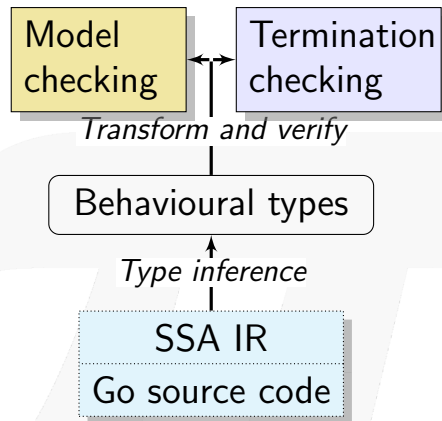 Model
checking
Termination
checking
Transform and verify
Behavioural types
Type inference
SSA IR
Go source code